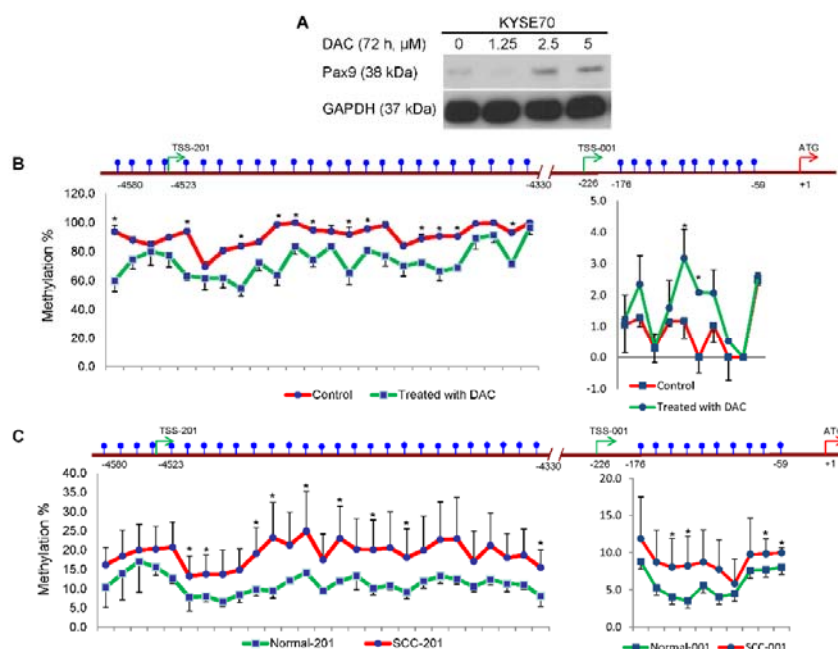 A
KYSE70
DAC (72 h, µM) 0 1.25 2.5 5
Pax9 (38 kDa)
GAPDH (37 kDa)
B
TSS-201 TSS-001 ATG
-4580 -4523 -4330 -226 -176 -59 +1
Methylation %
100.0
80.0
60.0
40.0
20.0
0.0
* * * * * * * * * * * *
5.0
4.0
3.0
2.0
1.0
0.0
-1.0
* *
Control Treated with DAC
Control
Treated with DAC
C
TSS-201 TSS-001 ATG
-4580 -4523 -4330 -226 -176 -59 +1
Methylation %
40.0
35.0
30.0
25.0
20.0
15.0
10.0
5.0
0.0
* * * * * * * * *
15.0
10.0
5.0
0.0
* * * *
Normal-201 SCC-201
Normal-001 SCC-001